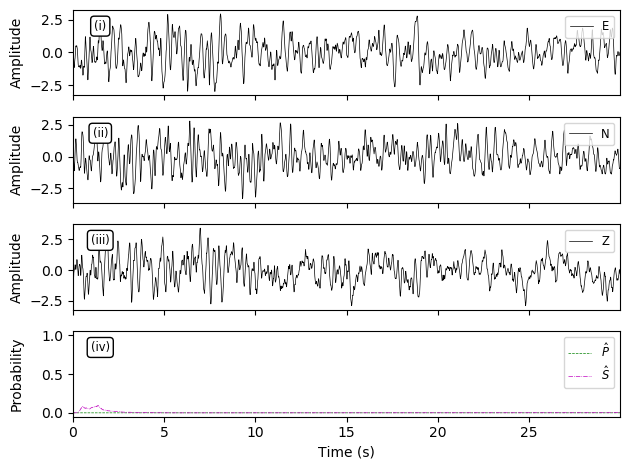 Amplitude
2.5
0.0
−2.5
(i)
E
Amplitude
2.5
0.0
−2.5
(ii)
N
Amplitude
2.5
0.0
−2.5
(iii)
Z
Probability
1.0
0.5
0.0
(iv)
P̂
Ŝ
0 5 10 15 20 25
Time (s)